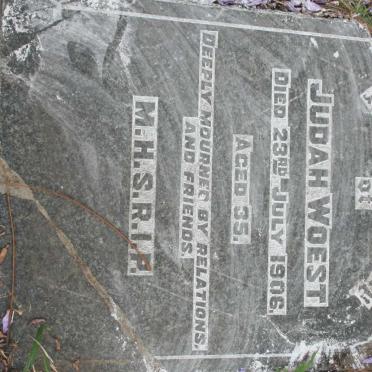 JUDAH WOEST
DIED 23RD JULY 1906.
AGED 35.
DEEPLY MOURNED BY RELATIONS,
AND FRIENDS.
M.H.S.R.I.P.